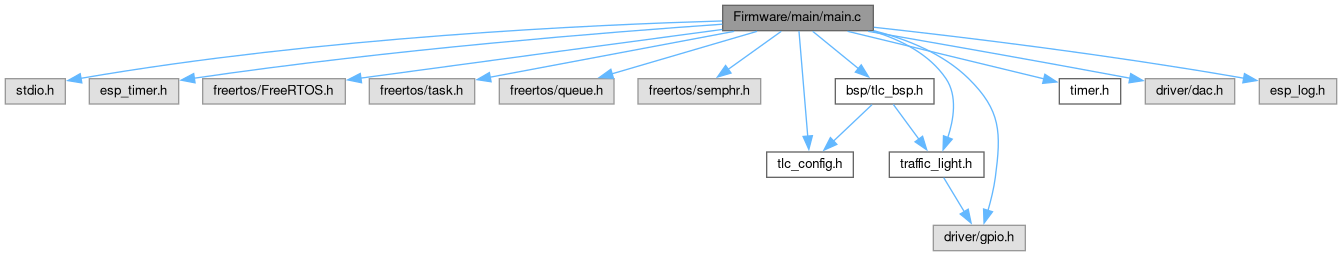 Firmware/main/main.c
stdio.h
esp_timer.h
freertos/FreeRTOS.h
freertos/task.h
freertos/queue.h
freertos/semphr.h
bsp/tlc_bsp.h
timer.h
driver/dac.h
esp_log.h
tlc_config.h
traffic_light.h
driver/gpio.h